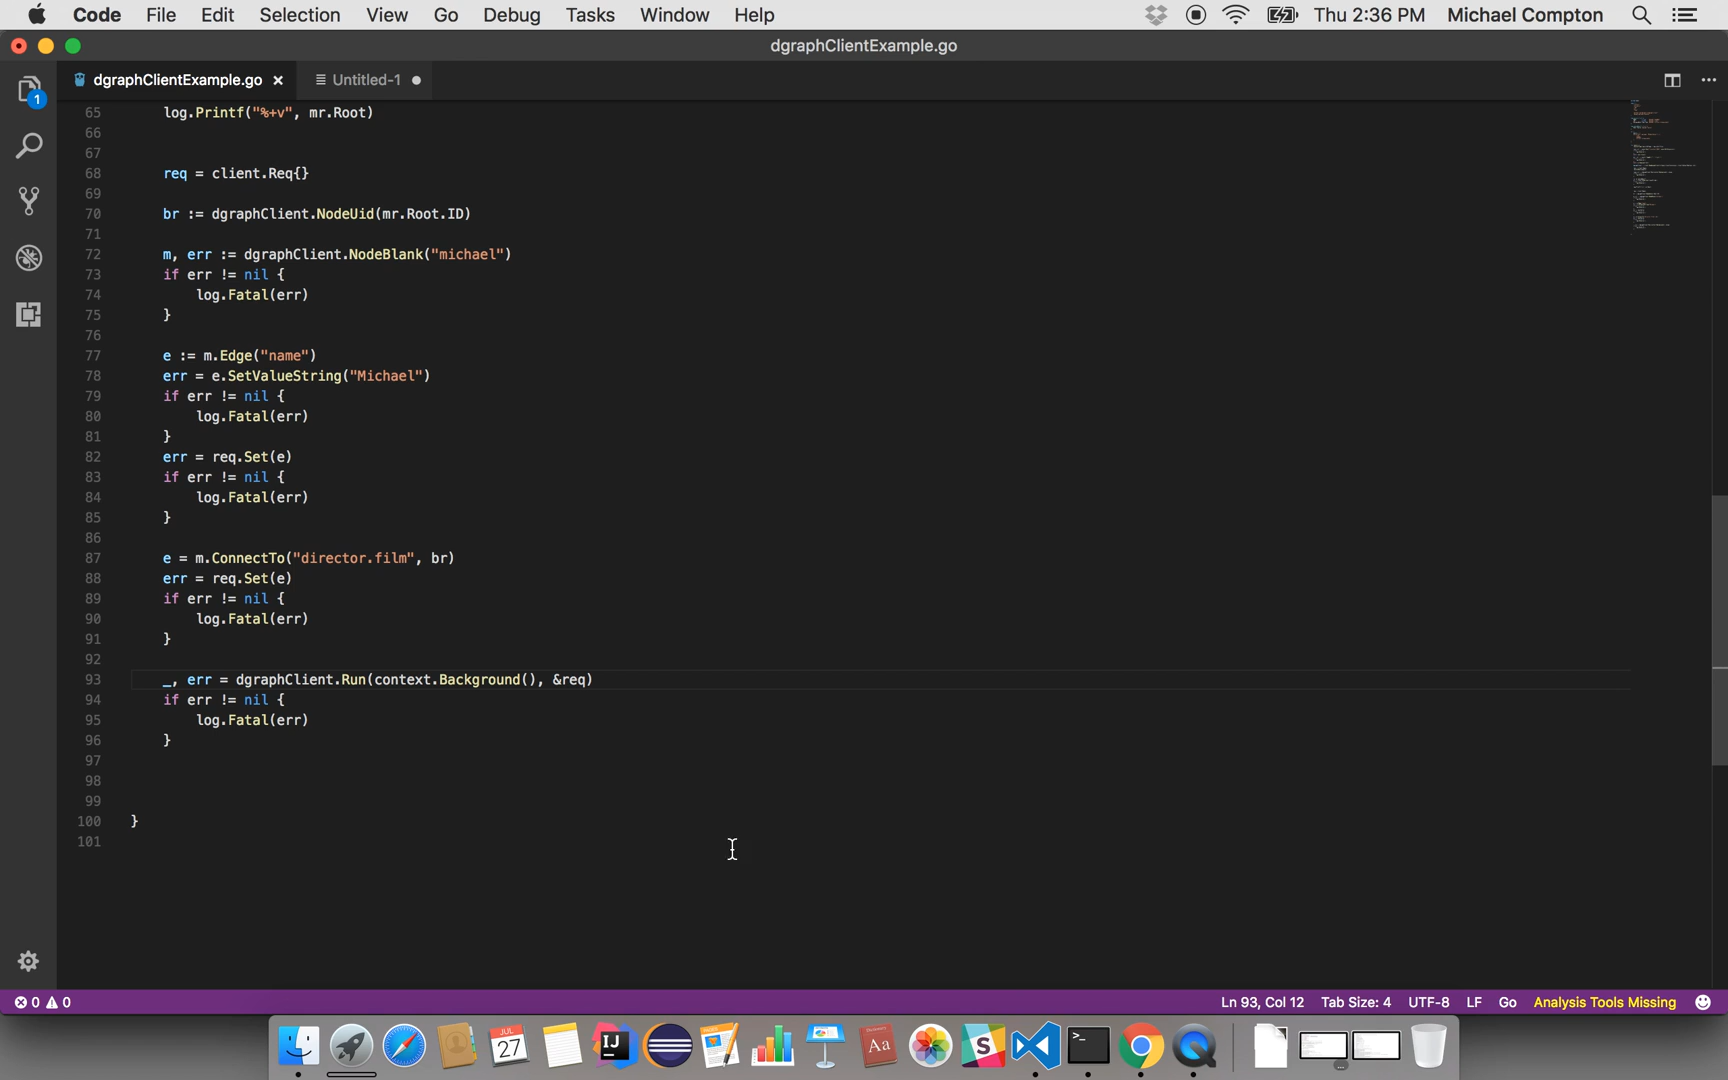 Code File Edit Selection View Go Debug Tasks Window Help Thu 2:36 PM Michael Compton
dgraphClientExample.go
dgraphClientExample.go × Untitled-1
1
65 log.Printf("%+v", mr.Root)
66
67
68 req = client.Req{}
69
70 br := dgraphClient.NodeUid(mr.Root.ID)
71
72 m, err := dgraphClient.NodeBlank("michael")
73 if err != nil {
74 log.Fatal(err)
75 }
76
77 e := m.Edge("name")
78 err = e.SetValueString("Michael")
79 if err != nil {
80 log.Fatal(err)
81 }
82 err = req.Set(e)
83 if err != nil {
84 log.Fatal(err)
85 }
86
87 e = m.ConnectTo("director.film", br)
88 err = req.Set(e)
89 if err != nil {
90 log.Fatal(err)
91 }
92
93 _, err = dgraphClient.Run(context.Background(), &req)
94 if err != nil {
95 log.Fatal(err)
96 }
97
98
99
100 }
101
0 0 Ln 93, Col 12 Tab Size: 4 UTF-8 LF Go Analysis Tools Missing
JUL
27
IJ
Aa
S
>_